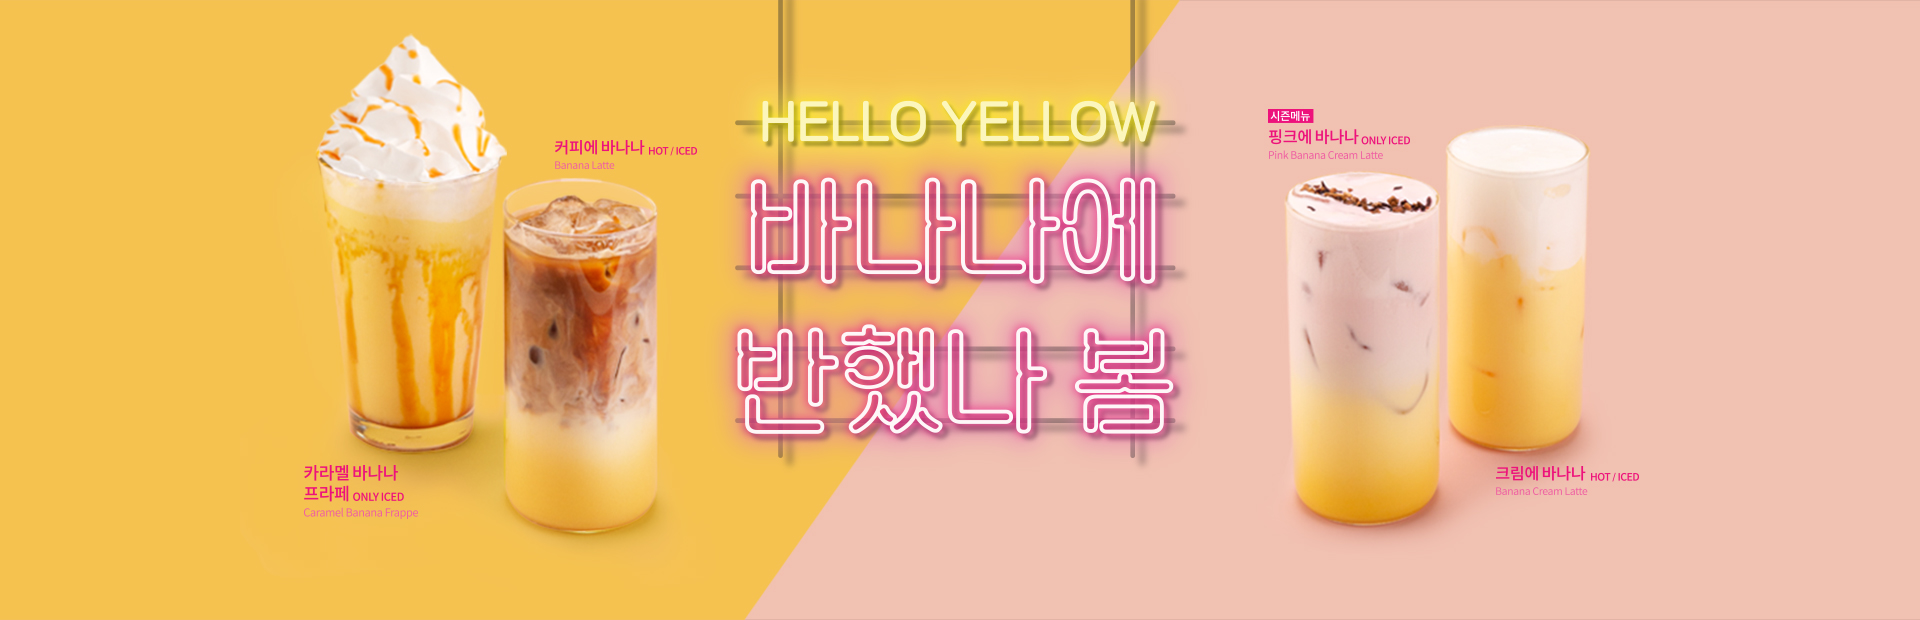 HELLO YELLOW
바나나에
반했나 봄
커피에 바나나 HOT / ICED
Banana Latte
카라멜 바나나
프라페 ONLY ICED
Caramel Banana Frappe
시즌메뉴
핑크에 바나나 ONLY ICED
Pink Banana Cream Latte
크림에 바나나 HOT / ICED
Banana Cream Latte